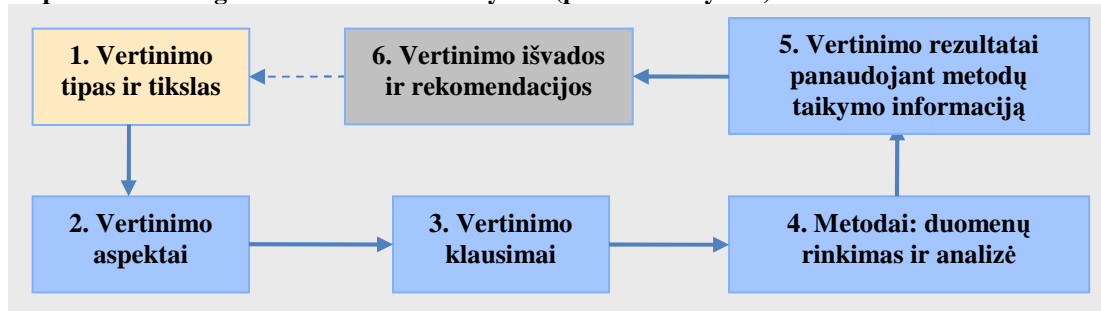 1. Vertinimo
tipas ir tikslas
6. Vertinimo išvados
ir rekomendacijos
5. Vertinimo rezultatai
panaudojant metodų
taikymo informaciją
2. Vertinimo
aspektai
3. Vertinimo
klausimai
4. Metodai: duomenų
rinkimas ir analizė